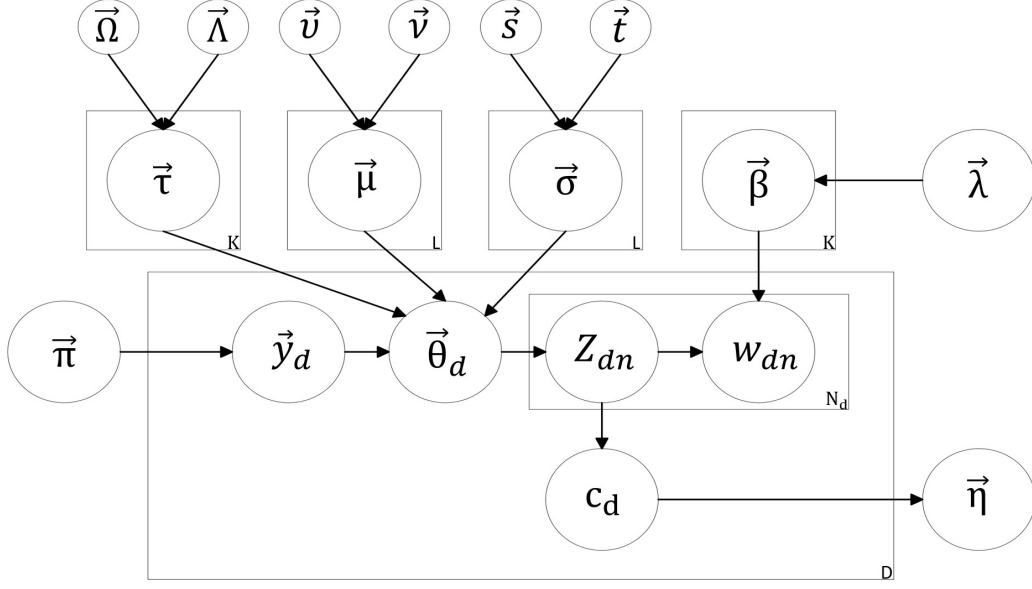 Ω⃗ Λ⃗ υ⃗ ν⃗ s⃗ t⃗
τ⃗ μ⃗ σ⃗ β⃗ λ⃗
K L L K
π⃗ y⃗_d θ⃗_d Z_dn w_dn
N_d
c_d η⃗
D